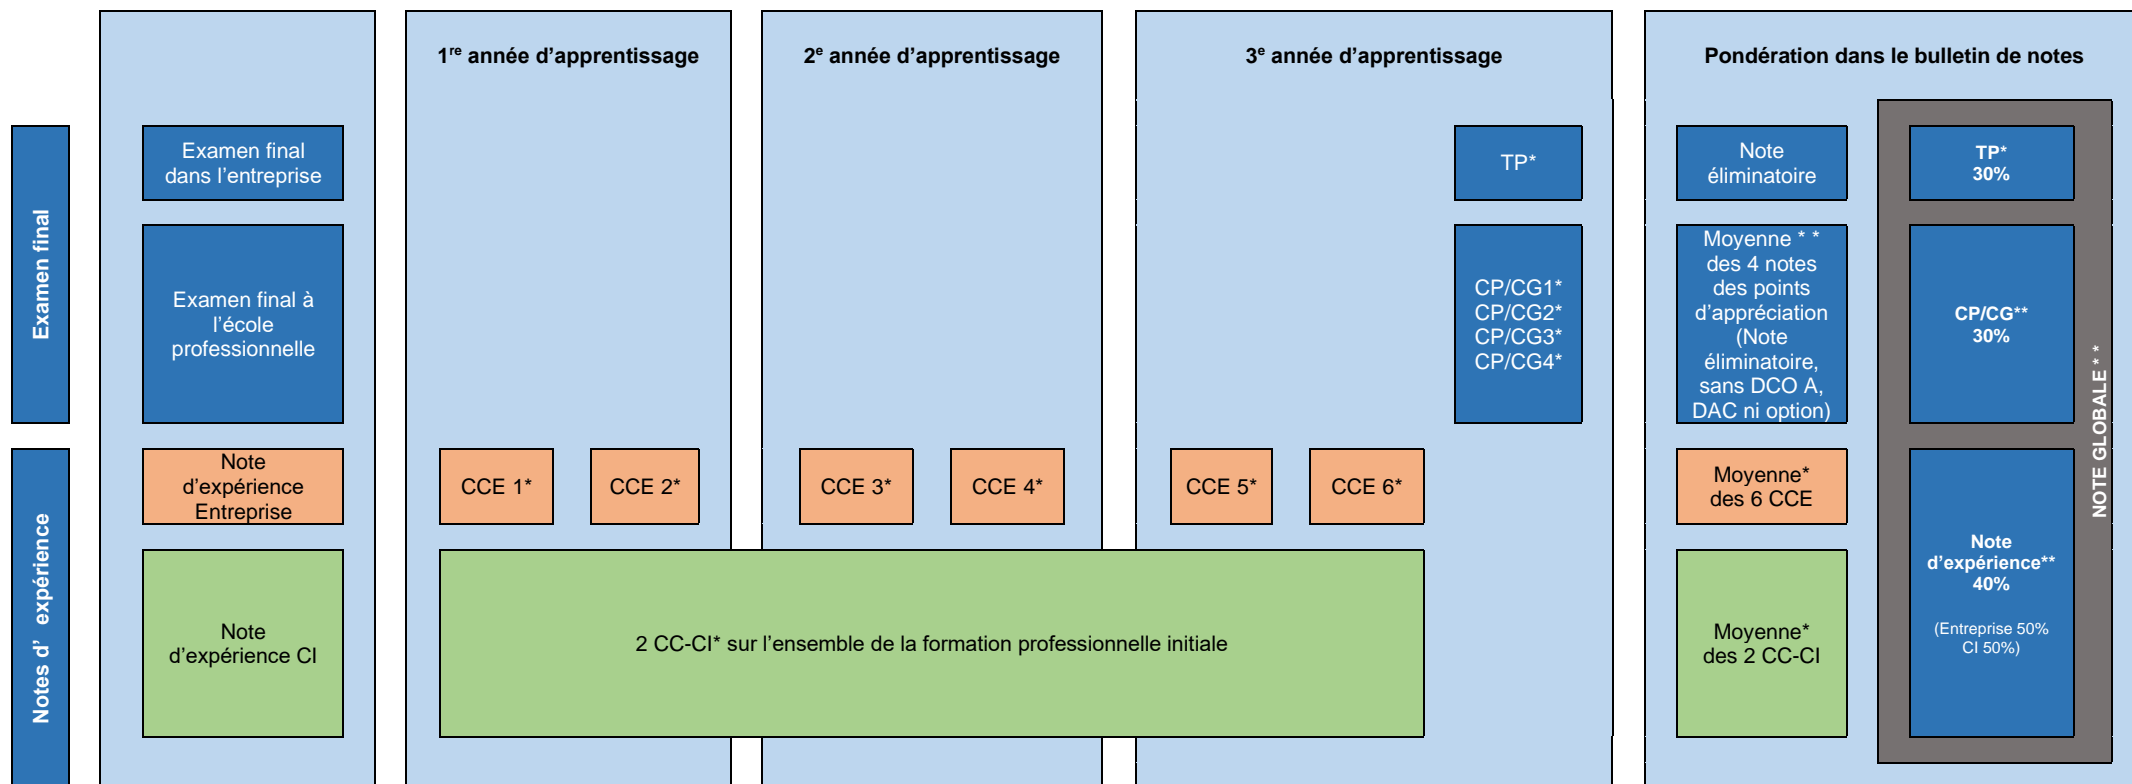 1re année d'apprentissage
2e année d'apprentissage
3e année d'apprentissage
Pondération dans le bulletin de notes
Examen final
Examen final
dans l'entreprise
TP*
Note
éliminatoire
TP*
30%
Examen final à
l'école
professionnelle
CP/CG1*
CP/CG2*
CP/CG3*
CP/CG4*
Moyenne * *
des 4 notes
des points
d'appréciation
(Note
éliminatoire,
sans DCO A,
DAC ni option)
CP/CG**
30%
NOTE GLOBALE * *
Notes d' expérience
Note
d'expérience
Entreprise
CCE 1*
CCE 2*
CCE 3*
CCE 4*
CCE 5*
CCE 6*
Moyenne*
des 6 CCE
Note
d'expérience**
40%
(Entreprise 50%
CI 50%)
Note
d'expérience CI
2 CC-CI* sur l'ensemble de la formation professionnelle initiale
Moyenne*
des 2 CC-CI